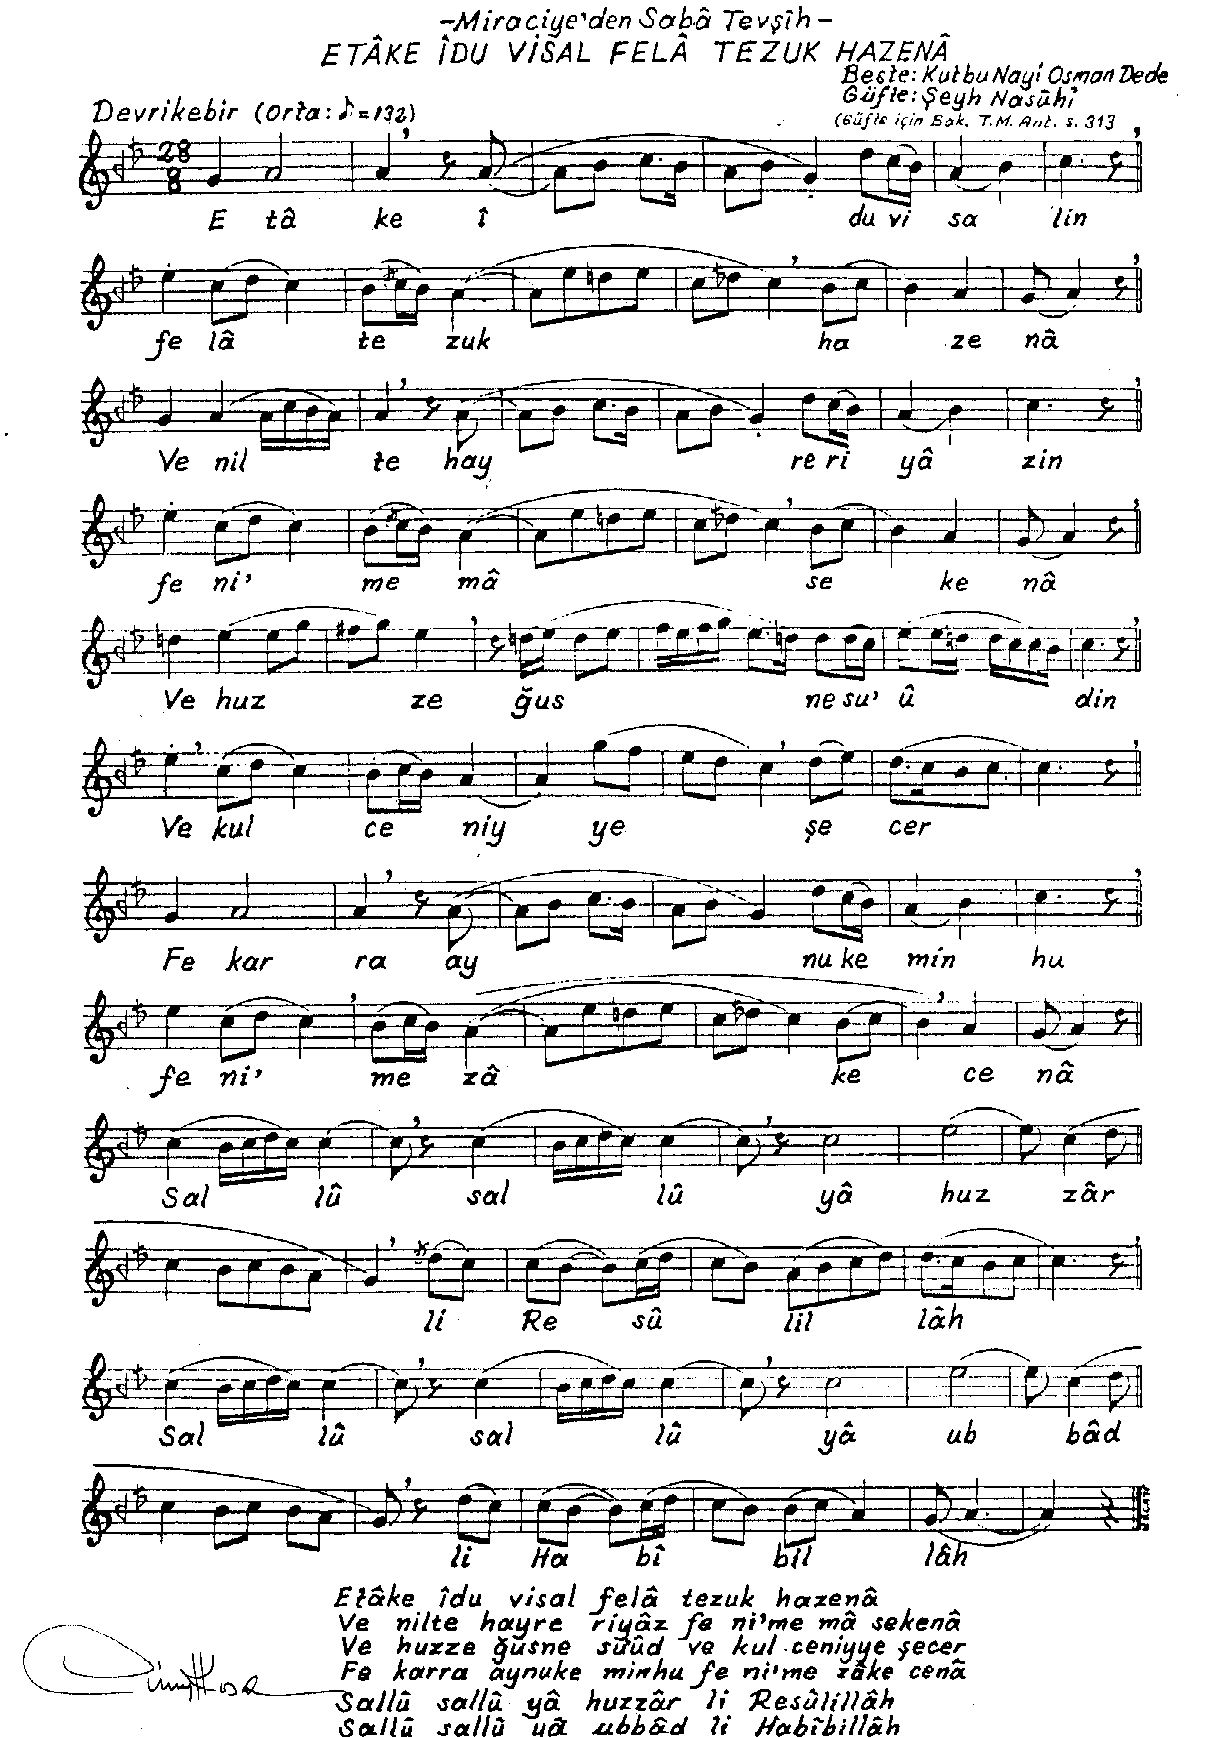 -Miraciye'den Sabâ Tevşîh-
ETÂKE ÎDU VİSAL FELÂ TEZUK HAZENÂ
Beste: Kutbu Nayî Osman Dede
Güfte: Şeyh Nasûhî
(Güfte için Bak. T.M. Ant. s. 313)
Devrikebir (Orta: ♪=132)
28
8
E tâ ke î du vi sa lin
fe lâ te zuk ha ze nâ
Ve nil te hay re ri yâ zin
fe ni' me mâ se ke nâ
Ve huz ze ğus ne su' û din
Ve kul ce niy ye şe cer
Fe kar ra ay nu ke min hu
fe ni' me zâ ke ce nâ
Sal lû sal lû yâ huz zâr
li Re sû lil lâh
Sal lû sal lû yâ ub bâd
li Ha bî bil lâh
Etâke îdu visal felâ tezuk hazenâ
Ve nilte hayre riyâz fe ni'me mâ sekenâ
Ve huzze ğusne suûd ve kul ceniyye şecer
Fe karra aynuke minhu fe ni'me zâke cenâ
Sallû sallû yâ huzzâr li Resûlillâh
Sallû sallû yâ ubbâd li Habîbillâh